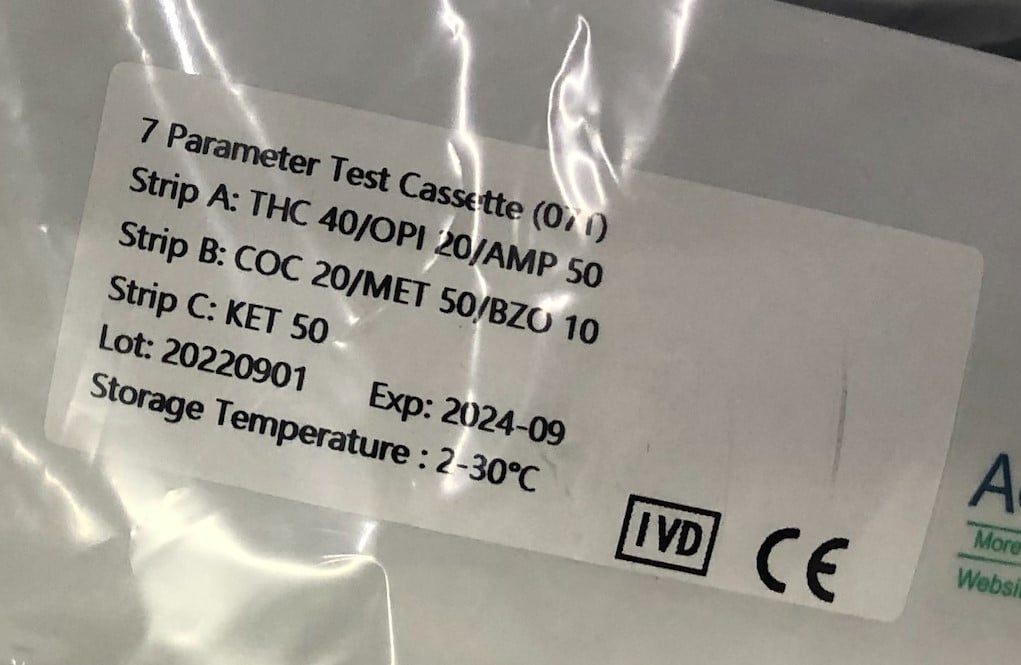 7 Parameter Test Cassette
Strip A: THC 40/OPI 20/AMP 50
Strip B: COC 20/MET 50/BZO 10
Strip C: KET 50
Lot: 20220901 Exp: 2024-09
Storage Temperature : 2-30℃
IVD CE
More